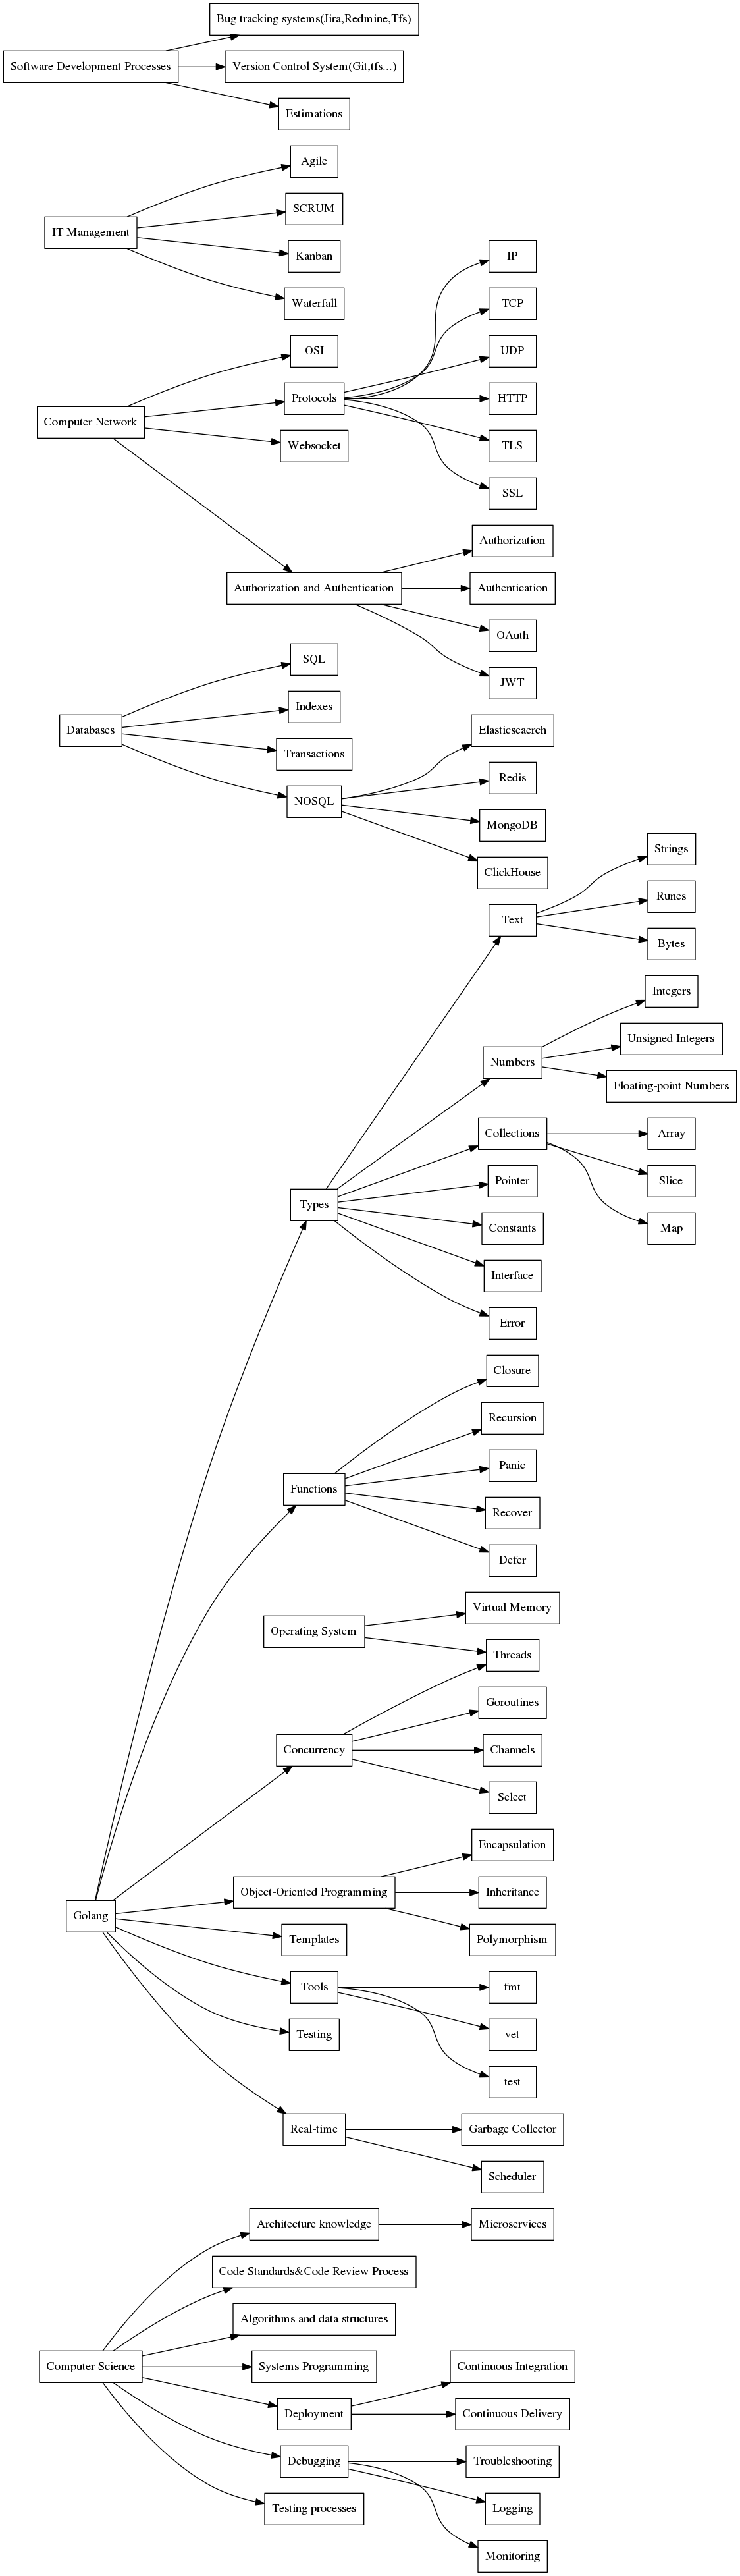 Bug tracking systems(Jira,Redmine,Tfs)
Software Development Processes
Version Control System(Git,tfs...)
Estimations
Agile
SCRUM
IT Management
Kanban
Waterfall
IP
TCP
OSI
UDP
Protocols
HTTP
Computer Network
Websocket
TLS
SSL
Authorization
Authorization and Authentication
Authentication
OAuth
SQL
JWT
Indexes
Databases
Elasticseaerch
Transactions
Redis
NOSQL
MongoDB
Strings
ClickHouse
Runes
Text
Bytes
Integers
Unsigned Integers
Numbers
Floating-point Numbers
Collections
Array
Pointer
Slice
Types
Constants
Map
Interface
Error
Closure
Recursion
Panic
Functions
Recover
Defer
Virtual Memory
Operating System
Threads
Goroutines
Concurrency
Channels
Select
Encapsulation
Object-Oriented Programming
Inheritance
Golang
Templates
Polymorphism
Tools
fmt
Testing
vet
test
Real-time
Garbage Collector
Scheduler
Architecture knowledge
Microservices
Code Standards&Code Review Process
Algorithms and data structures
Computer Science
Systems Programming
Continuous Integration
Deployment
Continuous Delivery
Debugging
Troubleshooting
Testing processes
Logging
Monitoring